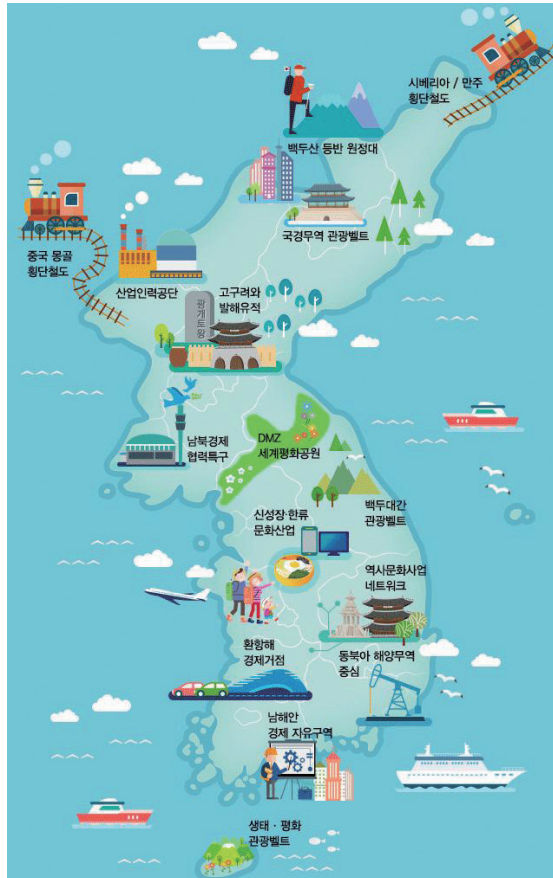 시베리아 / 만주
횡단철도
백두산 등반 원정대
국경무역 관광벨트
중국 몽골
횡단철도
산업인력공단
고구려와
발해유적
광개토왕
남북경제
협력특구
DMZ
세계평화공원
백두대간
관광벨트
신성장·한류
문화산업
역사문화사업
네트워크
환황해
경제거점
동북아 해양무역
중심
남해안
경제 자유구역
생태 · 평화
관광벨트